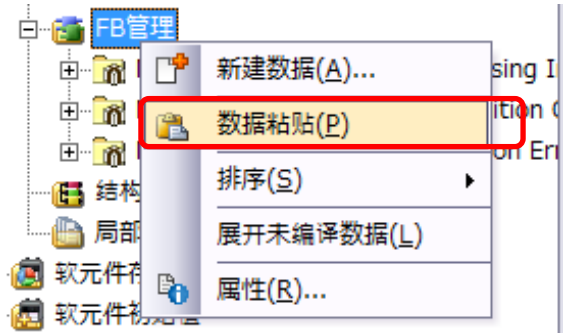 FB管理
新建数据(A)...
sing I
数据粘贴(P)
ition
on Er
排序(S)
结构
展开未编译数据(L)
局部
软元件存
属性(R)...
软元件初始值